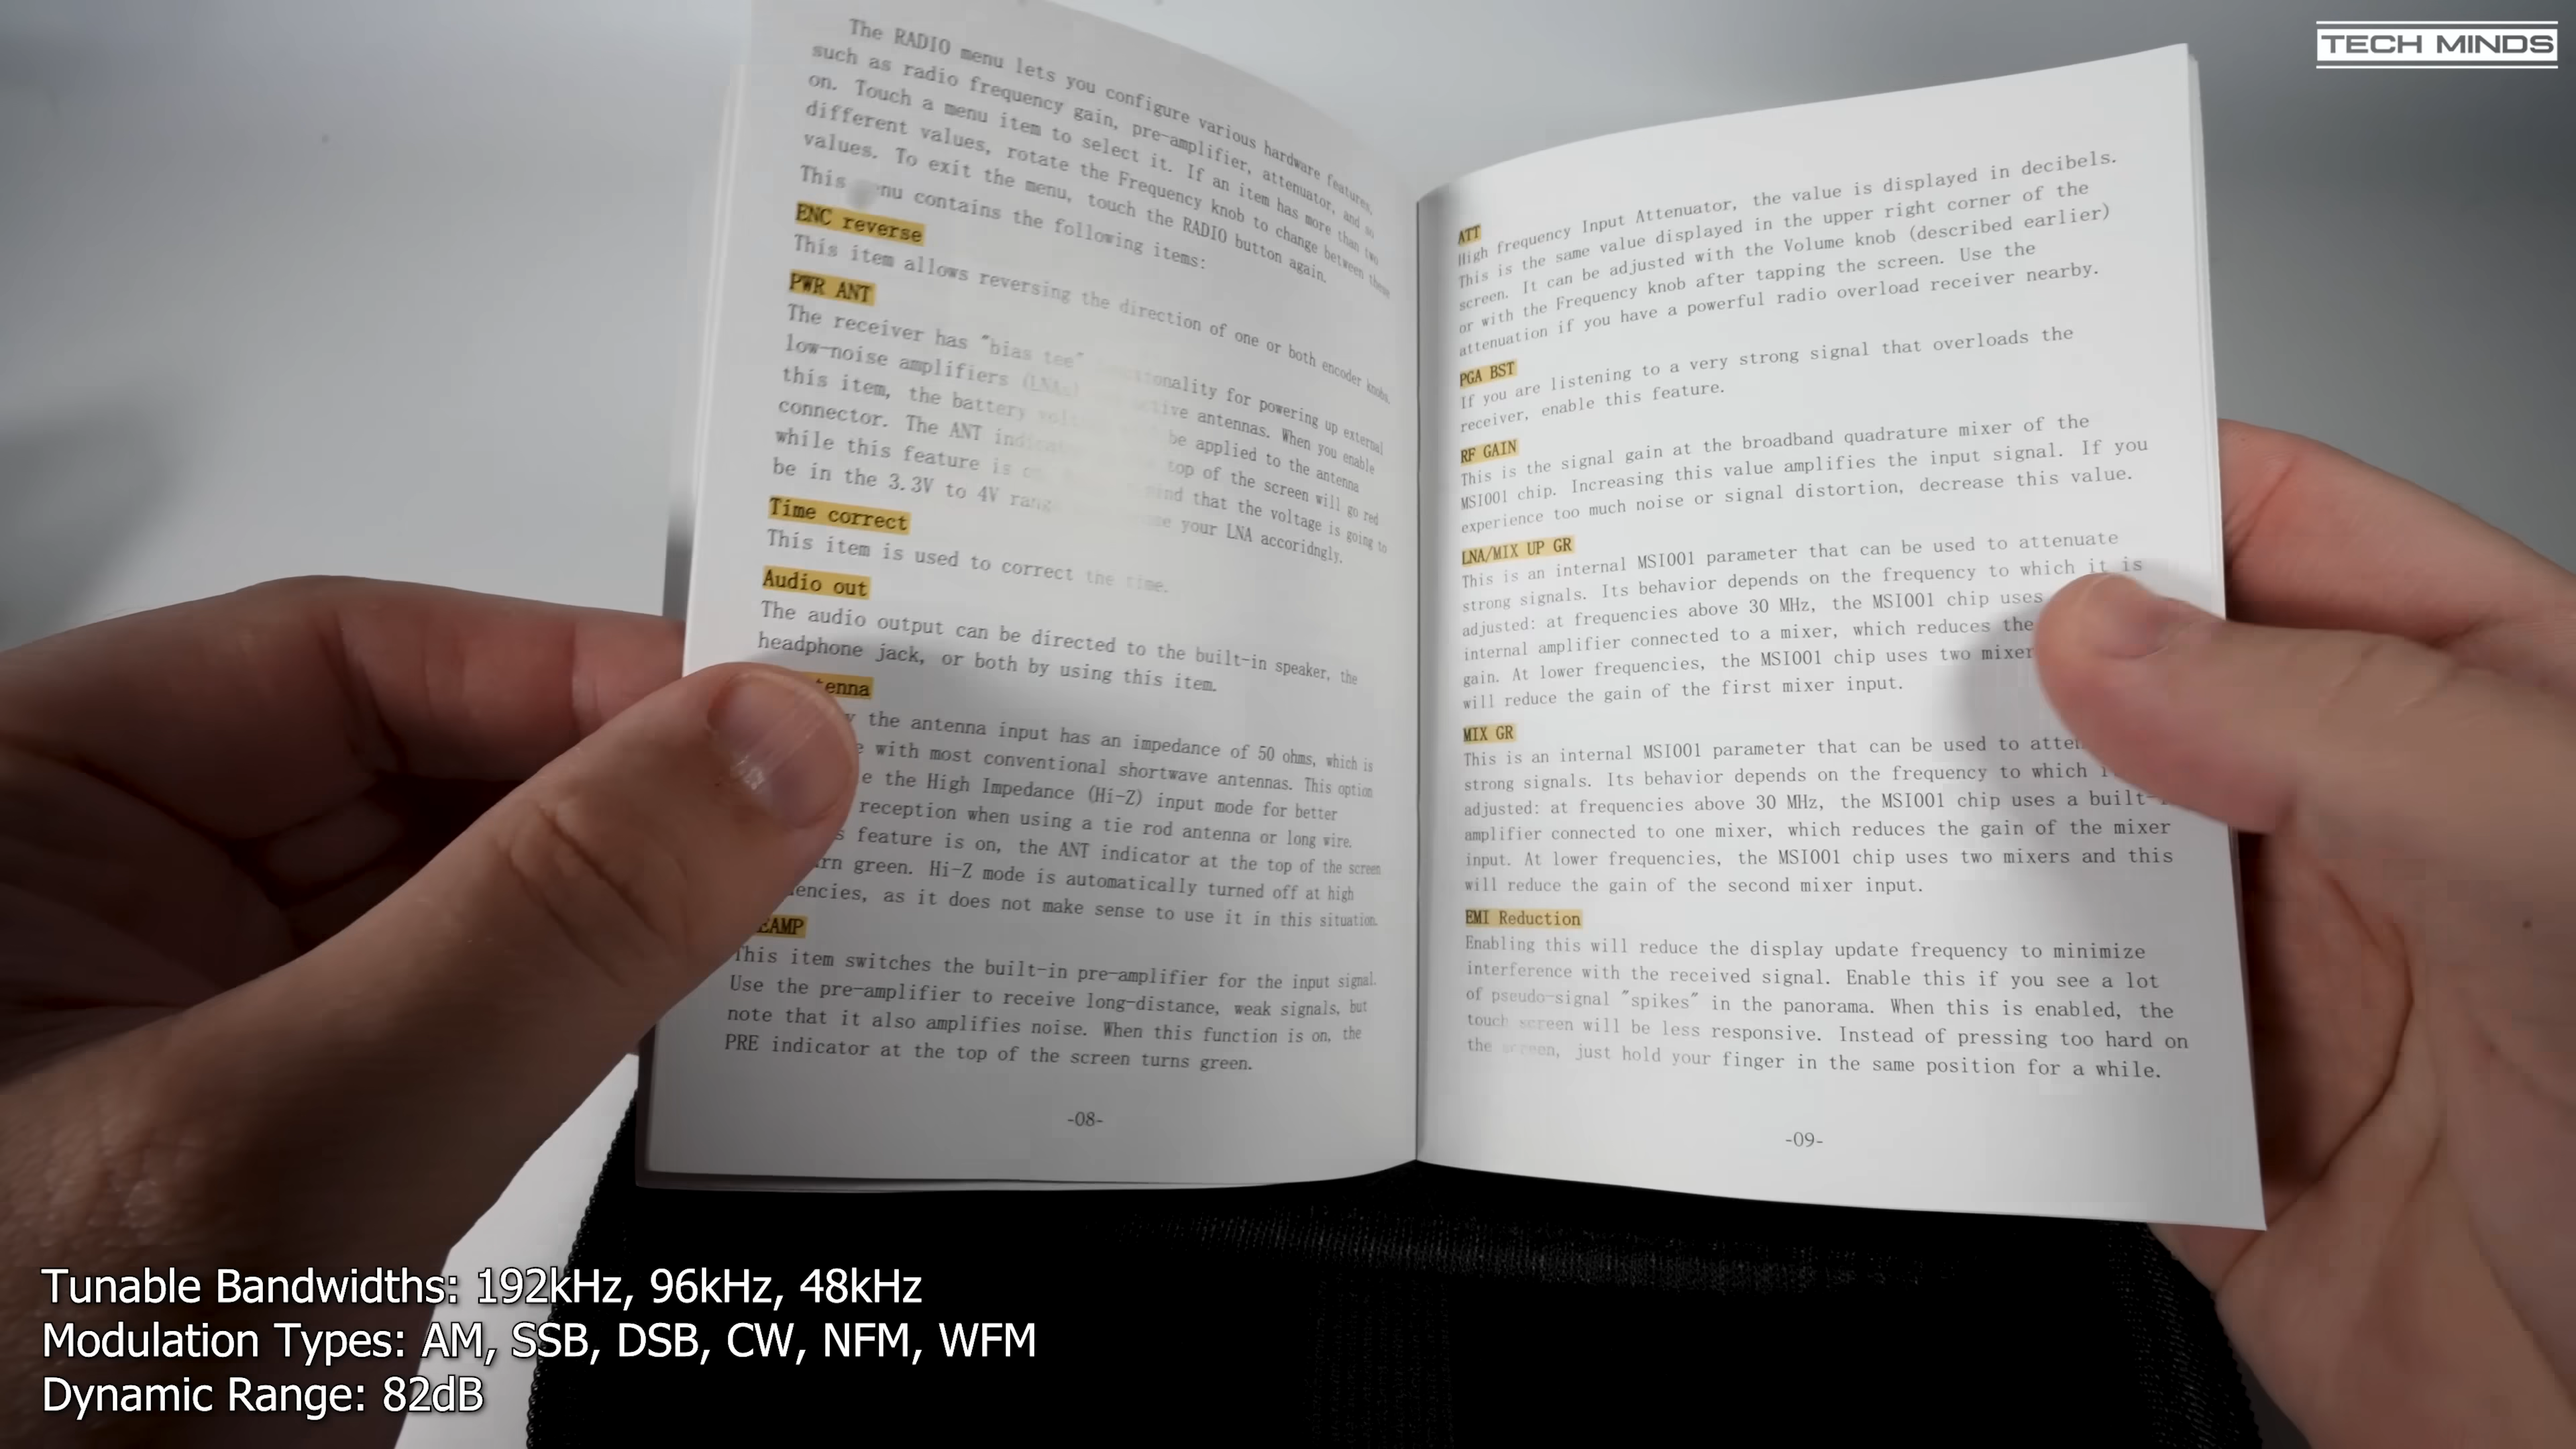 TECH MINDS
The RADIO menu lets you configure various hardware features,
such as radio frequency gain, pre-amplifier, attenuator, and so
on. Touch a menu item to select it. If an item has more than two
different values, rotate the Frequency knob to change between these
values. To exit the menu, touch the RADIO button again.
This nu contains the following items:
ENC reverse
This item allows reversing the direction of one or both encoder knobs.
PWR ANT
The receiver has "bias tee" functionality for powering up external
low-noise amplifiers (LNAs) active antennas. When you enable
this item, the battery be applied to the antenna
connector. The ANT top of the screen will go red
while this feature is that the voltage is going to
be in the 3.3V to 4V your LNA accoridngly.
Time correct
This item is used to correct the time.
Audio out
The audio output can be directed to the built-in speaker, the
headphone jack, or both by using this item.
tenna
the antenna input has an impedance of 50 ohms, which is
with most conventional shortwave antennas. This option
the High Impedance (Hi-Z) input mode for better
reception when using a tie rod antenna or long wire.
feature is on, the ANT indicator at the top of the screen
rn green. Hi-Z mode is automatically turned off at high
encies, as it does not make sense to use it in this situation.
EAMP
This item switches the built-in pre-amplifier for the input signal.
Use the pre-amplifier to receive long-distance, weak signals, but
note that it also amplifies noise. When this function is on, the
PRE indicator at the top of the screen turns green.
-08-
ATT
High frequency Input Attenuator, the value is displayed in decibels.
This is the same value displayed in the upper right corner of the
screen. It can be adjusted with the Volume knob (described earlier)
or with the Frequency knob after tapping the screen. Use the
attenuation if you have a powerful radio overload receiver nearby.
PGA BST
If you are listening to a very strong signal that overloads the
receiver, enable this feature.
RF GAIN
This is the signal gain at the broadband quadrature mixer of the
MSI001 chip. Increasing this value amplifies the input signal. If you
experience too much noise or signal distortion, decrease this value.
LNA/MIX UP GR
This is an internal MSI001 parameter that can be used to attenuate
strong signals. Its behavior depends on the frequency to which it is
adjusted: at frequencies above 30 MHz, the MSI001 chip uses
internal amplifier connected to a mixer, which reduces the
gain. At lower frequencies, the MSI001 chip uses two mixer
will reduce the gain of the first mixer input.
MIX GR
This is an internal MSI001 parameter that can be used to atten
strong signals. Its behavior depends on the frequency to which
adjusted: at frequencies above 30 MHz, the MSI001 chip uses a built-
amplifier connected to one mixer, which reduces the gain of the mixer
input. At lower frequencies, the MSI001 chip uses two mixers and this
will reduce the gain of the second mixer input.
EMI Reduction
Enabling this will reduce the display update frequency to minimize
interference with the received signal. Enable this if you see a lot
of pseudo-signal "spikes" in the panorama. When this is enabled, the
touch screen will be less responsive. Instead of pressing too hard on
the screen, just hold your finger in the same position for a while.
-09-
Tunable Bandwidths: 192kHz, 96kHz, 48kHz
Modulation Types: AM, SSB, DSB, CW, NFM, WFM
Dynamic Range: 82dB